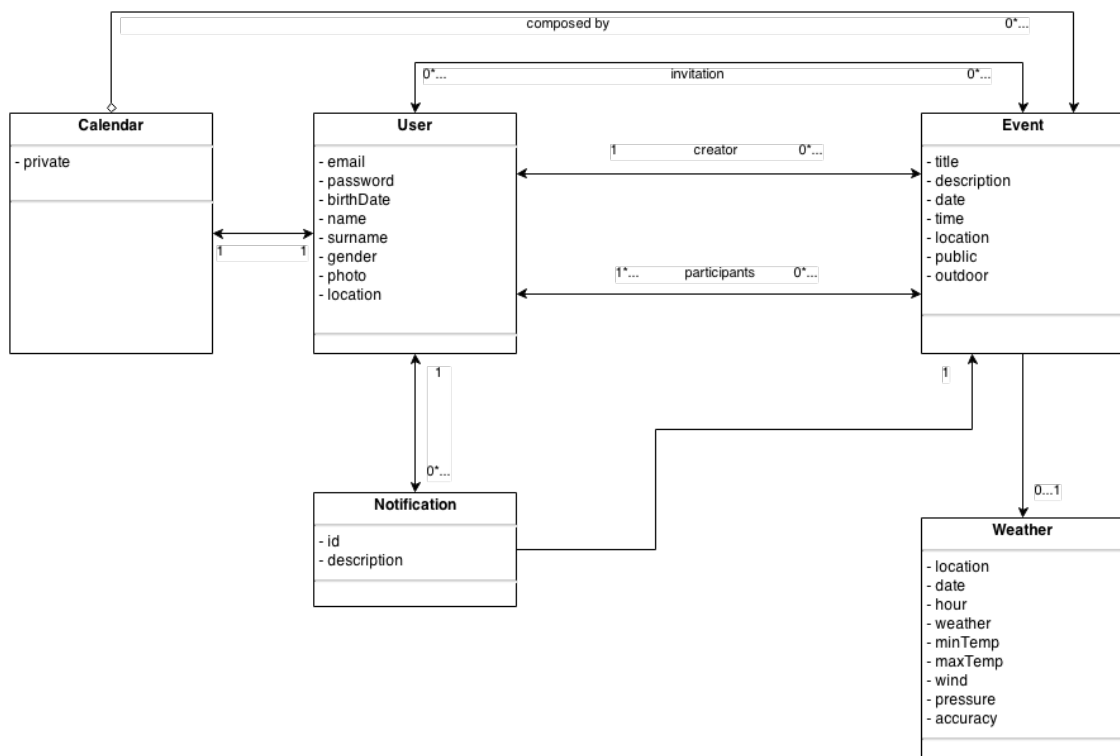 composed by 0*...
0*... invitation 0*...
Calendar
- private
User
- email
- password
- birthDate
- name
- surname
- gender
- photo
- location
Event
- title
- description
- date
- time
- location
- public
- outdoor
1 creator 0*...
1 1
1*... participants 0*...
1
0*...
1
Notification
- id
- description
0...1
Weather
- location
- date
- hour
- weather
- minTemp
- maxTemp
- wind
- pressure
- accuracy